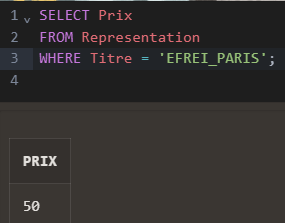 1 SELECT Prix
2 FROM Representation
3 WHERE Titre = 'EFREI_PARIS';
4
PRIX
50